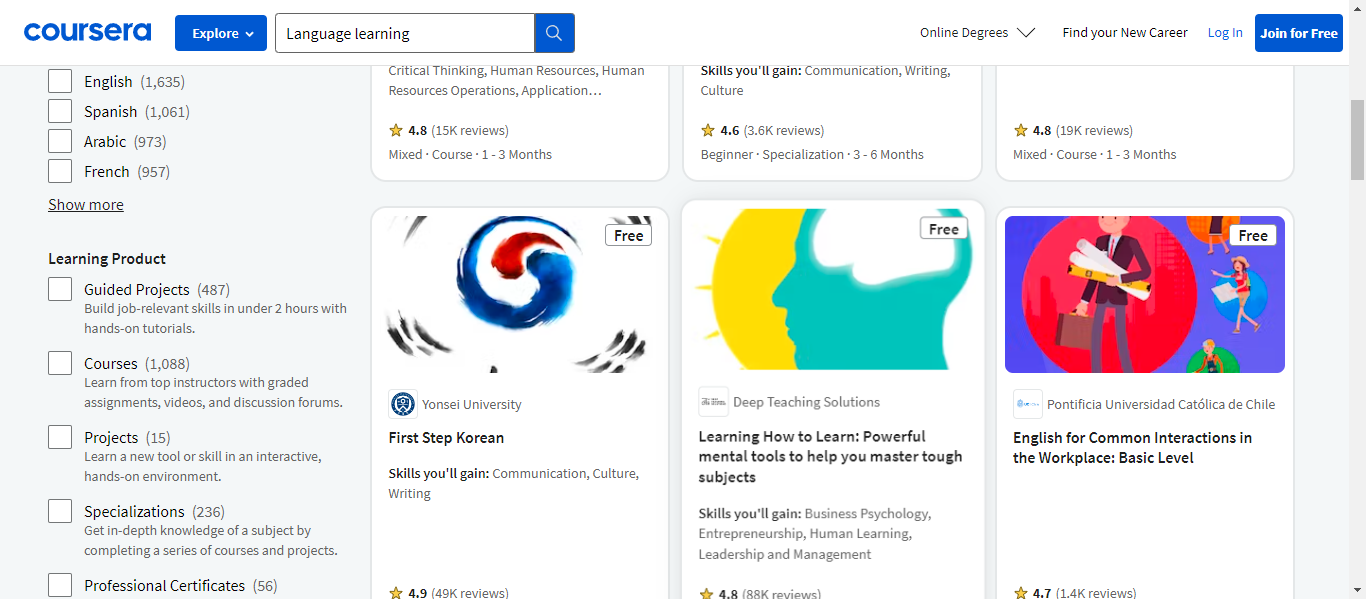 coursera
Explore
Language learning
Online Degrees
Find your New Career
Log In
Join for Free
English (1,635)
Spanish (1,061)
Arabic (973)
French (957)
Show more
Learning Product
Guided Projects (487)
Build job-relevant skills in under 2 hours with
hands-on tutorials.
Courses (1,088)
Learn from top instructors with graded
assignments, videos, and discussion forums.
Projects (15)
Learn a new tool or skill in an interactive,
hands-on environment.
Specializations (236)
Get in-depth knowledge of a subject by
completing a series of courses and projects.
Professional Certificates (56)
Critical Thinking, Human Resources, Human
Resources Operations, Application…
4.8 (15K reviews)
Mixed · Course · 1 - 3 Months
Skills you'll gain: Communication, Writing,
Culture
4.6 (3.6K reviews)
Beginner · Specialization · 3 - 6 Months
4.8 (19K reviews)
Mixed · Course · 1 - 3 Months
Free
Yonsei University
First Step Korean
Skills you'll gain: Communication, Culture,
Writing
4.9 (49K reviews)
Free
Deep Teaching Solutions
Learning How to Learn: Powerful
mental tools to help you master tough
subjects
Skills you'll gain: Business Psychology,
Entrepreneurship, Human Learning,
Leadership and Management
4.8 (88K reviews)
Free
Pontificia Universidad Católica de Chile
English for Common Interactions in
the Workplace: Basic Level
4.7 (1.4K reviews)